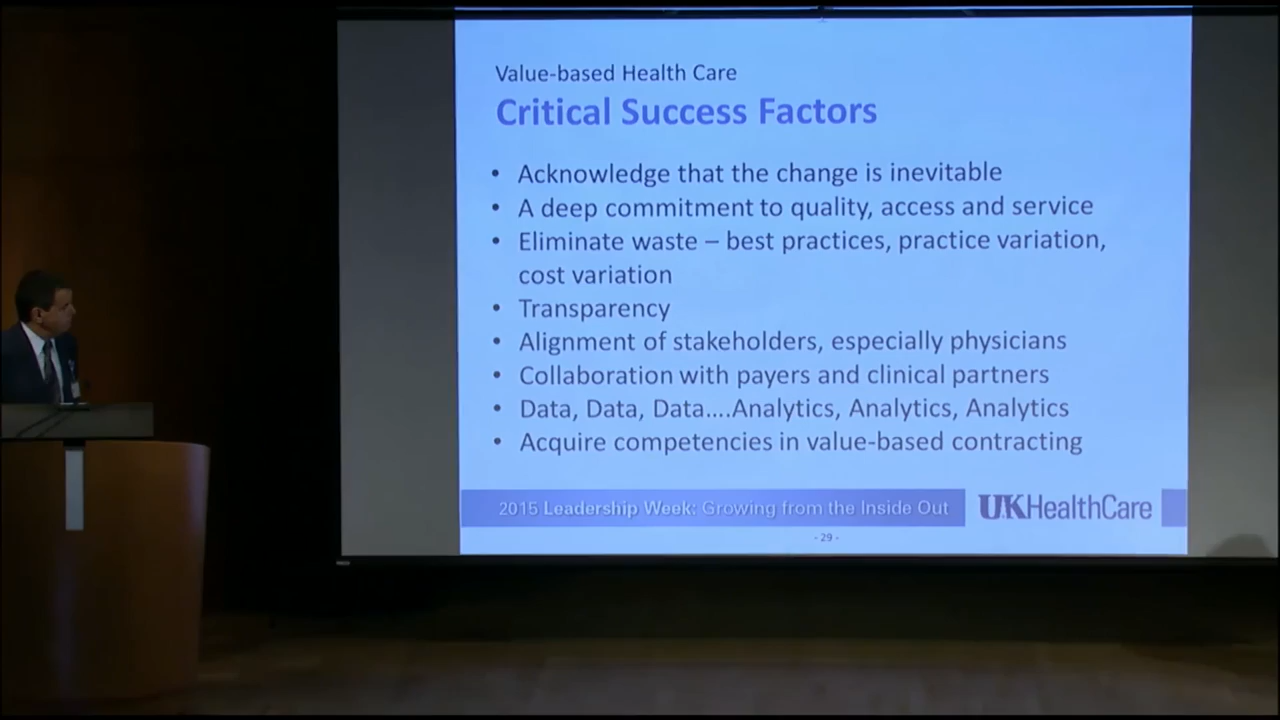 Value-based Health Care
Critical Success Factors
• Acknowledge that the change is inevitable
• A deep commitment to quality, access and service
• Eliminate waste – best practices, practice variation,
cost variation
• Transparency
• Alignment of stakeholders, especially physicians
• Collaboration with payers and clinical partners
• Data, Data, Data....Analytics, Analytics, Analytics
• Acquire competencies in value-based contracting
2015 Leadership Week: Growing from the Inside Out
UKHealthCare
- 29 -